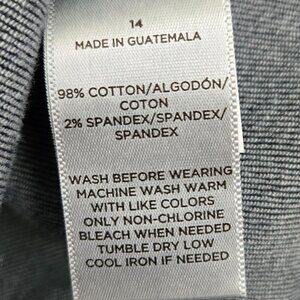 14
MADE IN GUATEMALA
98% COTTON/ALGODÓN/
COTON
2% SPANDEX/SPANDEX/
SPANDEX
WASH BEFORE WEARING
MACHINE WASH WARM
WITH LIKE COLORS
ONLY NON-CHLORINE
BLEACH WHEN NEEDED
TUMBLE DRY LOW
COOL IRON IF NEEDED